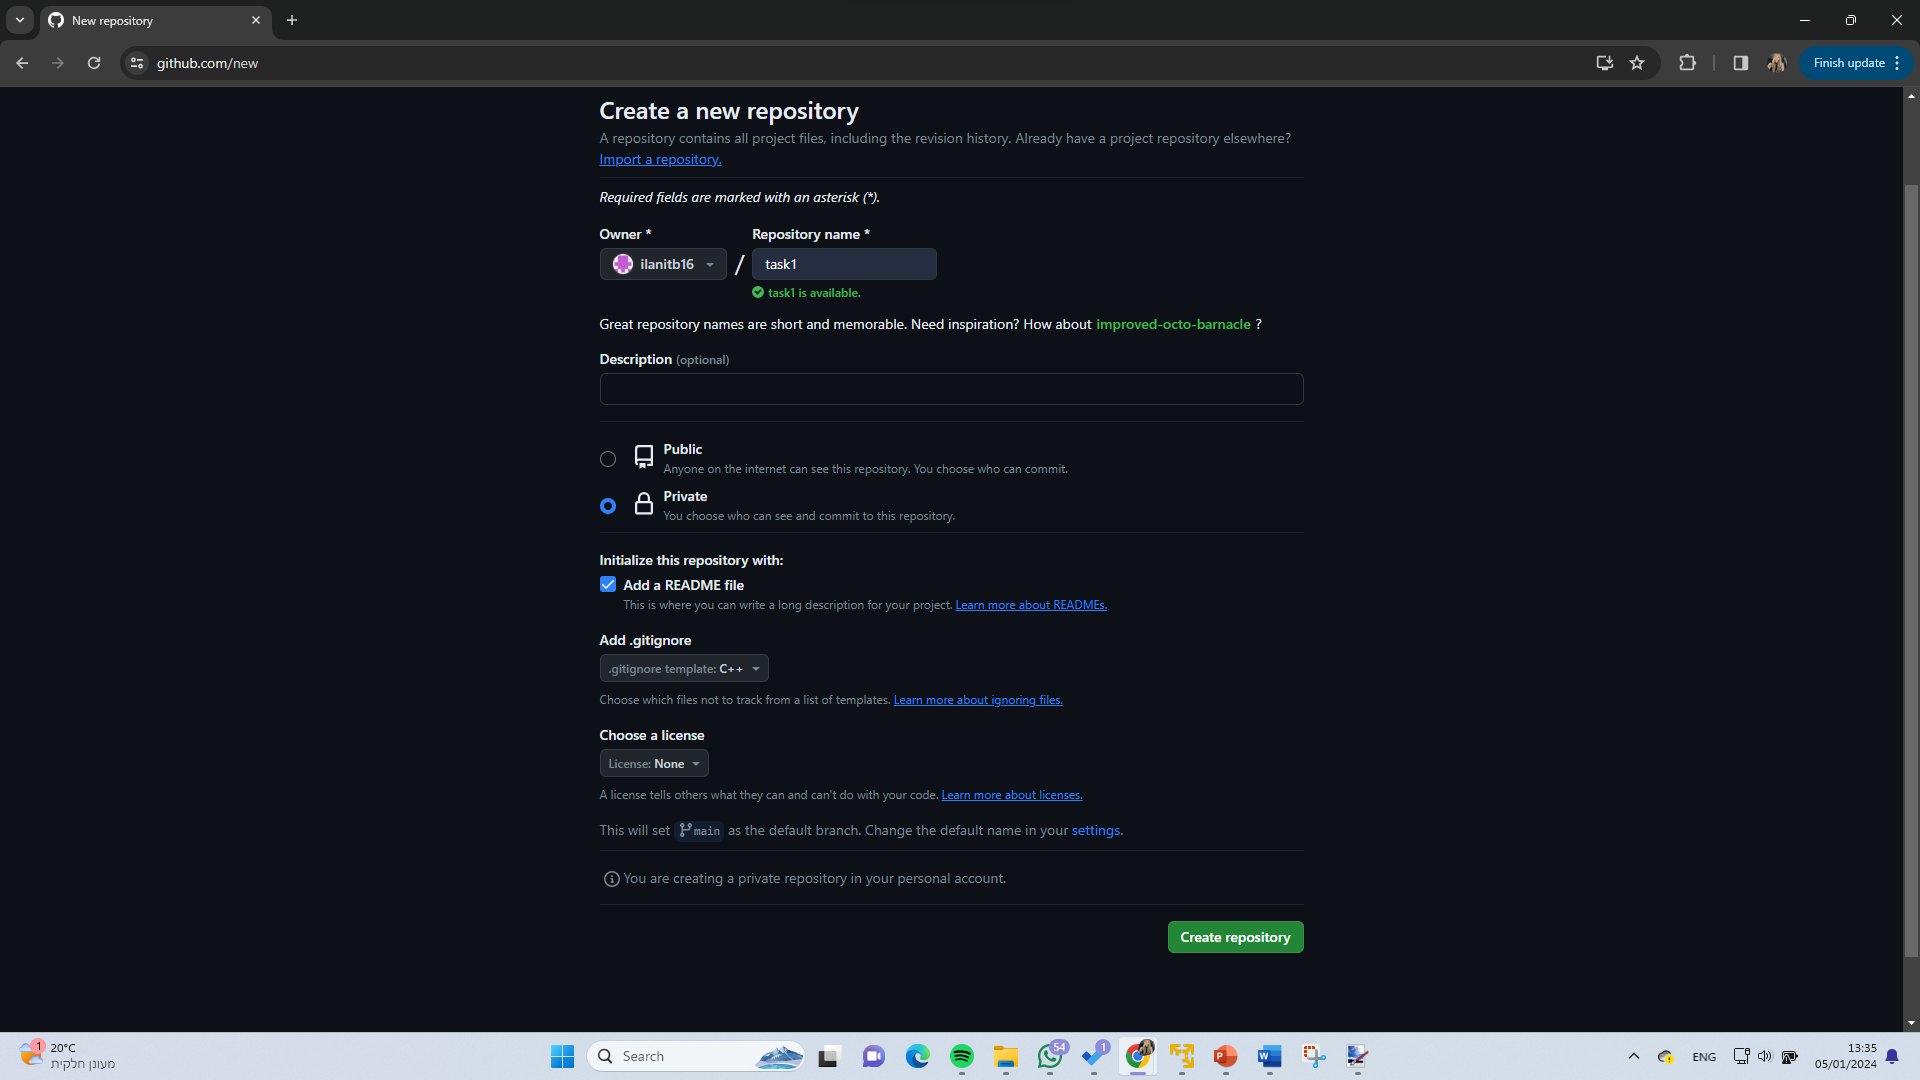 New repository
github.com/new
Finish update
Create a new repository
A repository contains all project files, including the revision history. Already have a project repository elsewhere?
Import a repository.
Required fields are marked with an asterisk (*).
Owner * Repository name *
ilanitb16 / task1
task1 is available.
Great repository names are short and memorable. Need inspiration? How about improved-octo-barnacle ?
Description (optional)
Public
Anyone on the internet can see this repository. You choose who can commit.
Private
You choose who can see and commit to this repository.
Initialize this repository with:
Add a README file
This is where you can write a long description for your project. Learn more about READMEs.
Add .gitignore
.gitignore template: C++
Choose which files not to track from a list of templates. Learn more about ignoring files.
Choose a license
License: None
A license tells others what they can and can't do with your code. Learn more about licenses.
This will set main as the default branch. Change the default name in your settings.
You are creating a private repository in your personal account.
Create repository
1
20°C
מעונן חלקית
Search
54
1
ENG
13:35
05/01/2024